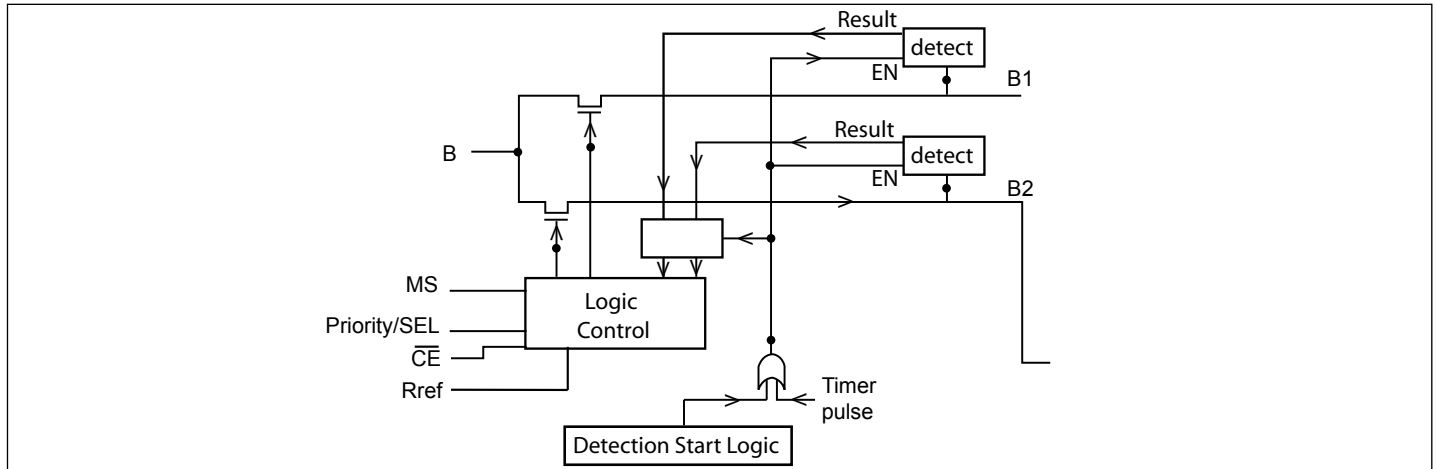 Result
detect
EN
B1
Result
detect
EN
B
B2
MS
Logic
Control
Priority/SEL
CE
Rref
Timer
pulse
Detection Start Logic